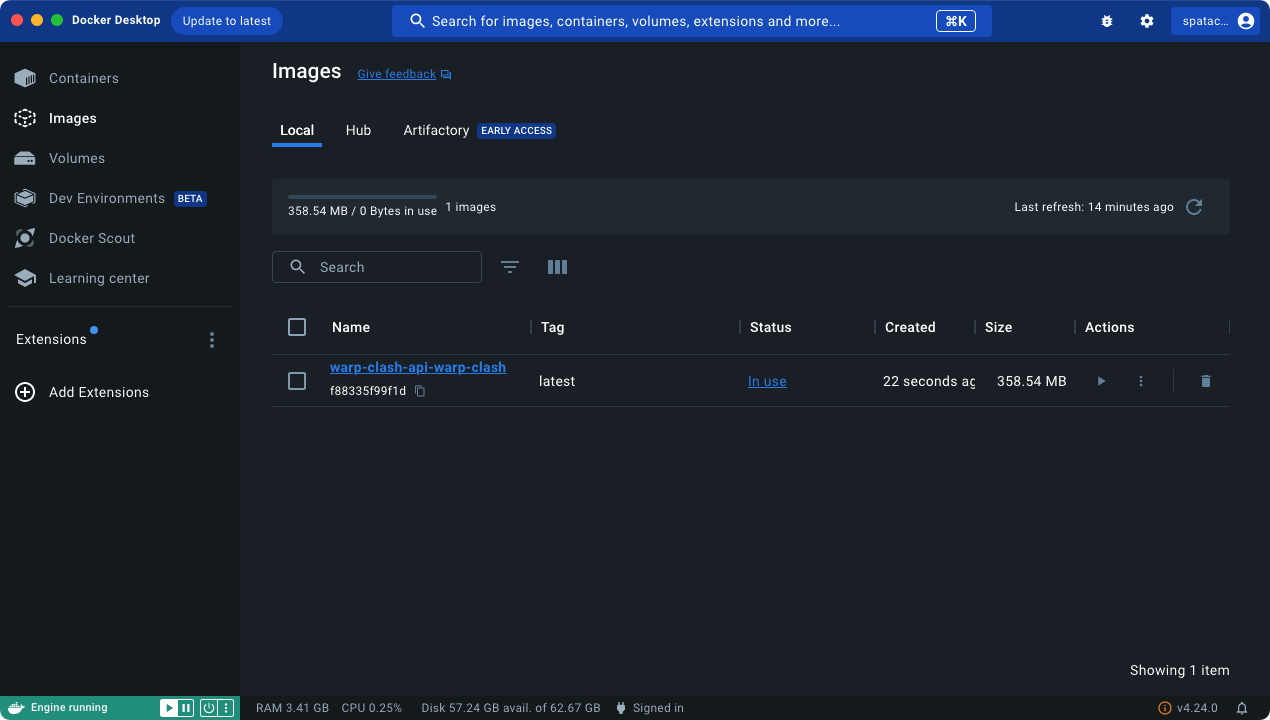 Docker Desktop
Update to latest
Search for images, containers, volumes, extensions and more...
⌘K
spatac...
Containers
Images
Volumes
Dev Environments BETA
Docker Scout
Learning center
Extensions
Add Extensions
Images Give feedback
Local Hub Artifactory EARLY ACCESS
358.54 MB / 0 Bytes in use 1 images
Last refresh: 14 minutes ago
Search
Name Tag Status Created Size Actions
warp-clash-api-warp-clash
f88335f99f1d
latest In use 22 seconds ag 358.54 MB
Showing 1 item
Engine running
RAM 3.41 GB CPU 0.25% Disk 57.24 GB avail. of 62.67 GB Signed in
v4.24.0